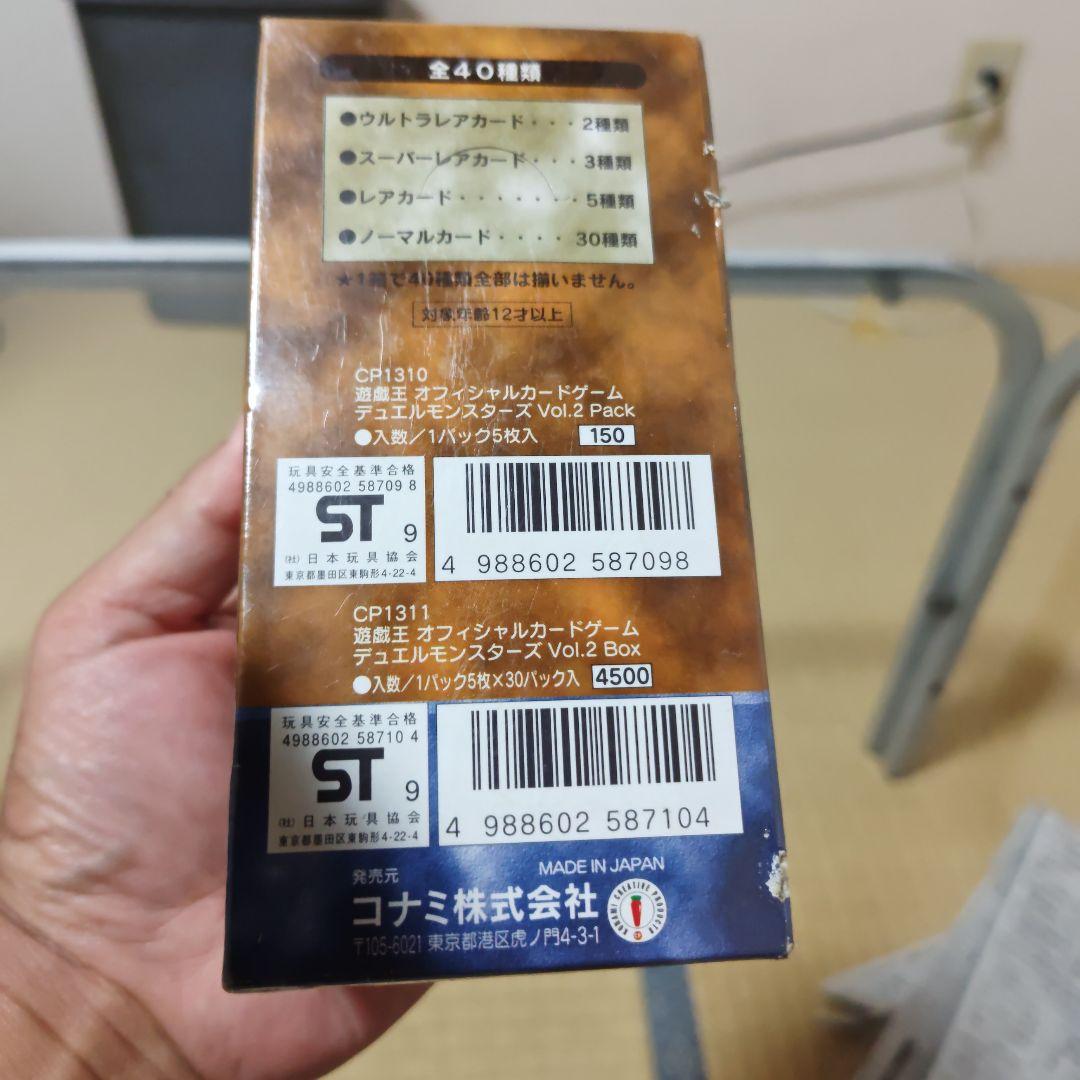 全40種類
●ウルトラレアカード・・・2種類
●スーパーレアカード・・・3種類
●レアカード・・・・・・・5種類
●ノーマルカード・・・・30種類
★1箱で40種類全部は揃いません。
対象年齢12才以上
CP1310
遊戯王 オフィシャルカードゲーム
デュエルモンスターズ Vol.2 Pack
●入数/1パック5枚入 150
玩具安全基準合格
4988602 58709 8
ST 9
(社)日本玩具協会
東京都墨田区東駒形4-22-4
4 988602 587098
CP1311
遊戯王 オフィシャルカードゲーム
デュエルモンスターズ Vol.2 Box
●入数/1パック5枚×30パック入 4500
玩具安全基準合格
4988602 58710 4
ST 9
(社)日本玩具協会
東京都墨田区東駒形4-22-4
4 988602 587104
MADE IN JAPAN
発売元
コナミ株式会社
KONAMI CREATIVE PRODUCTS
〒105-6021 東京都港区虎ノ門4-3-1